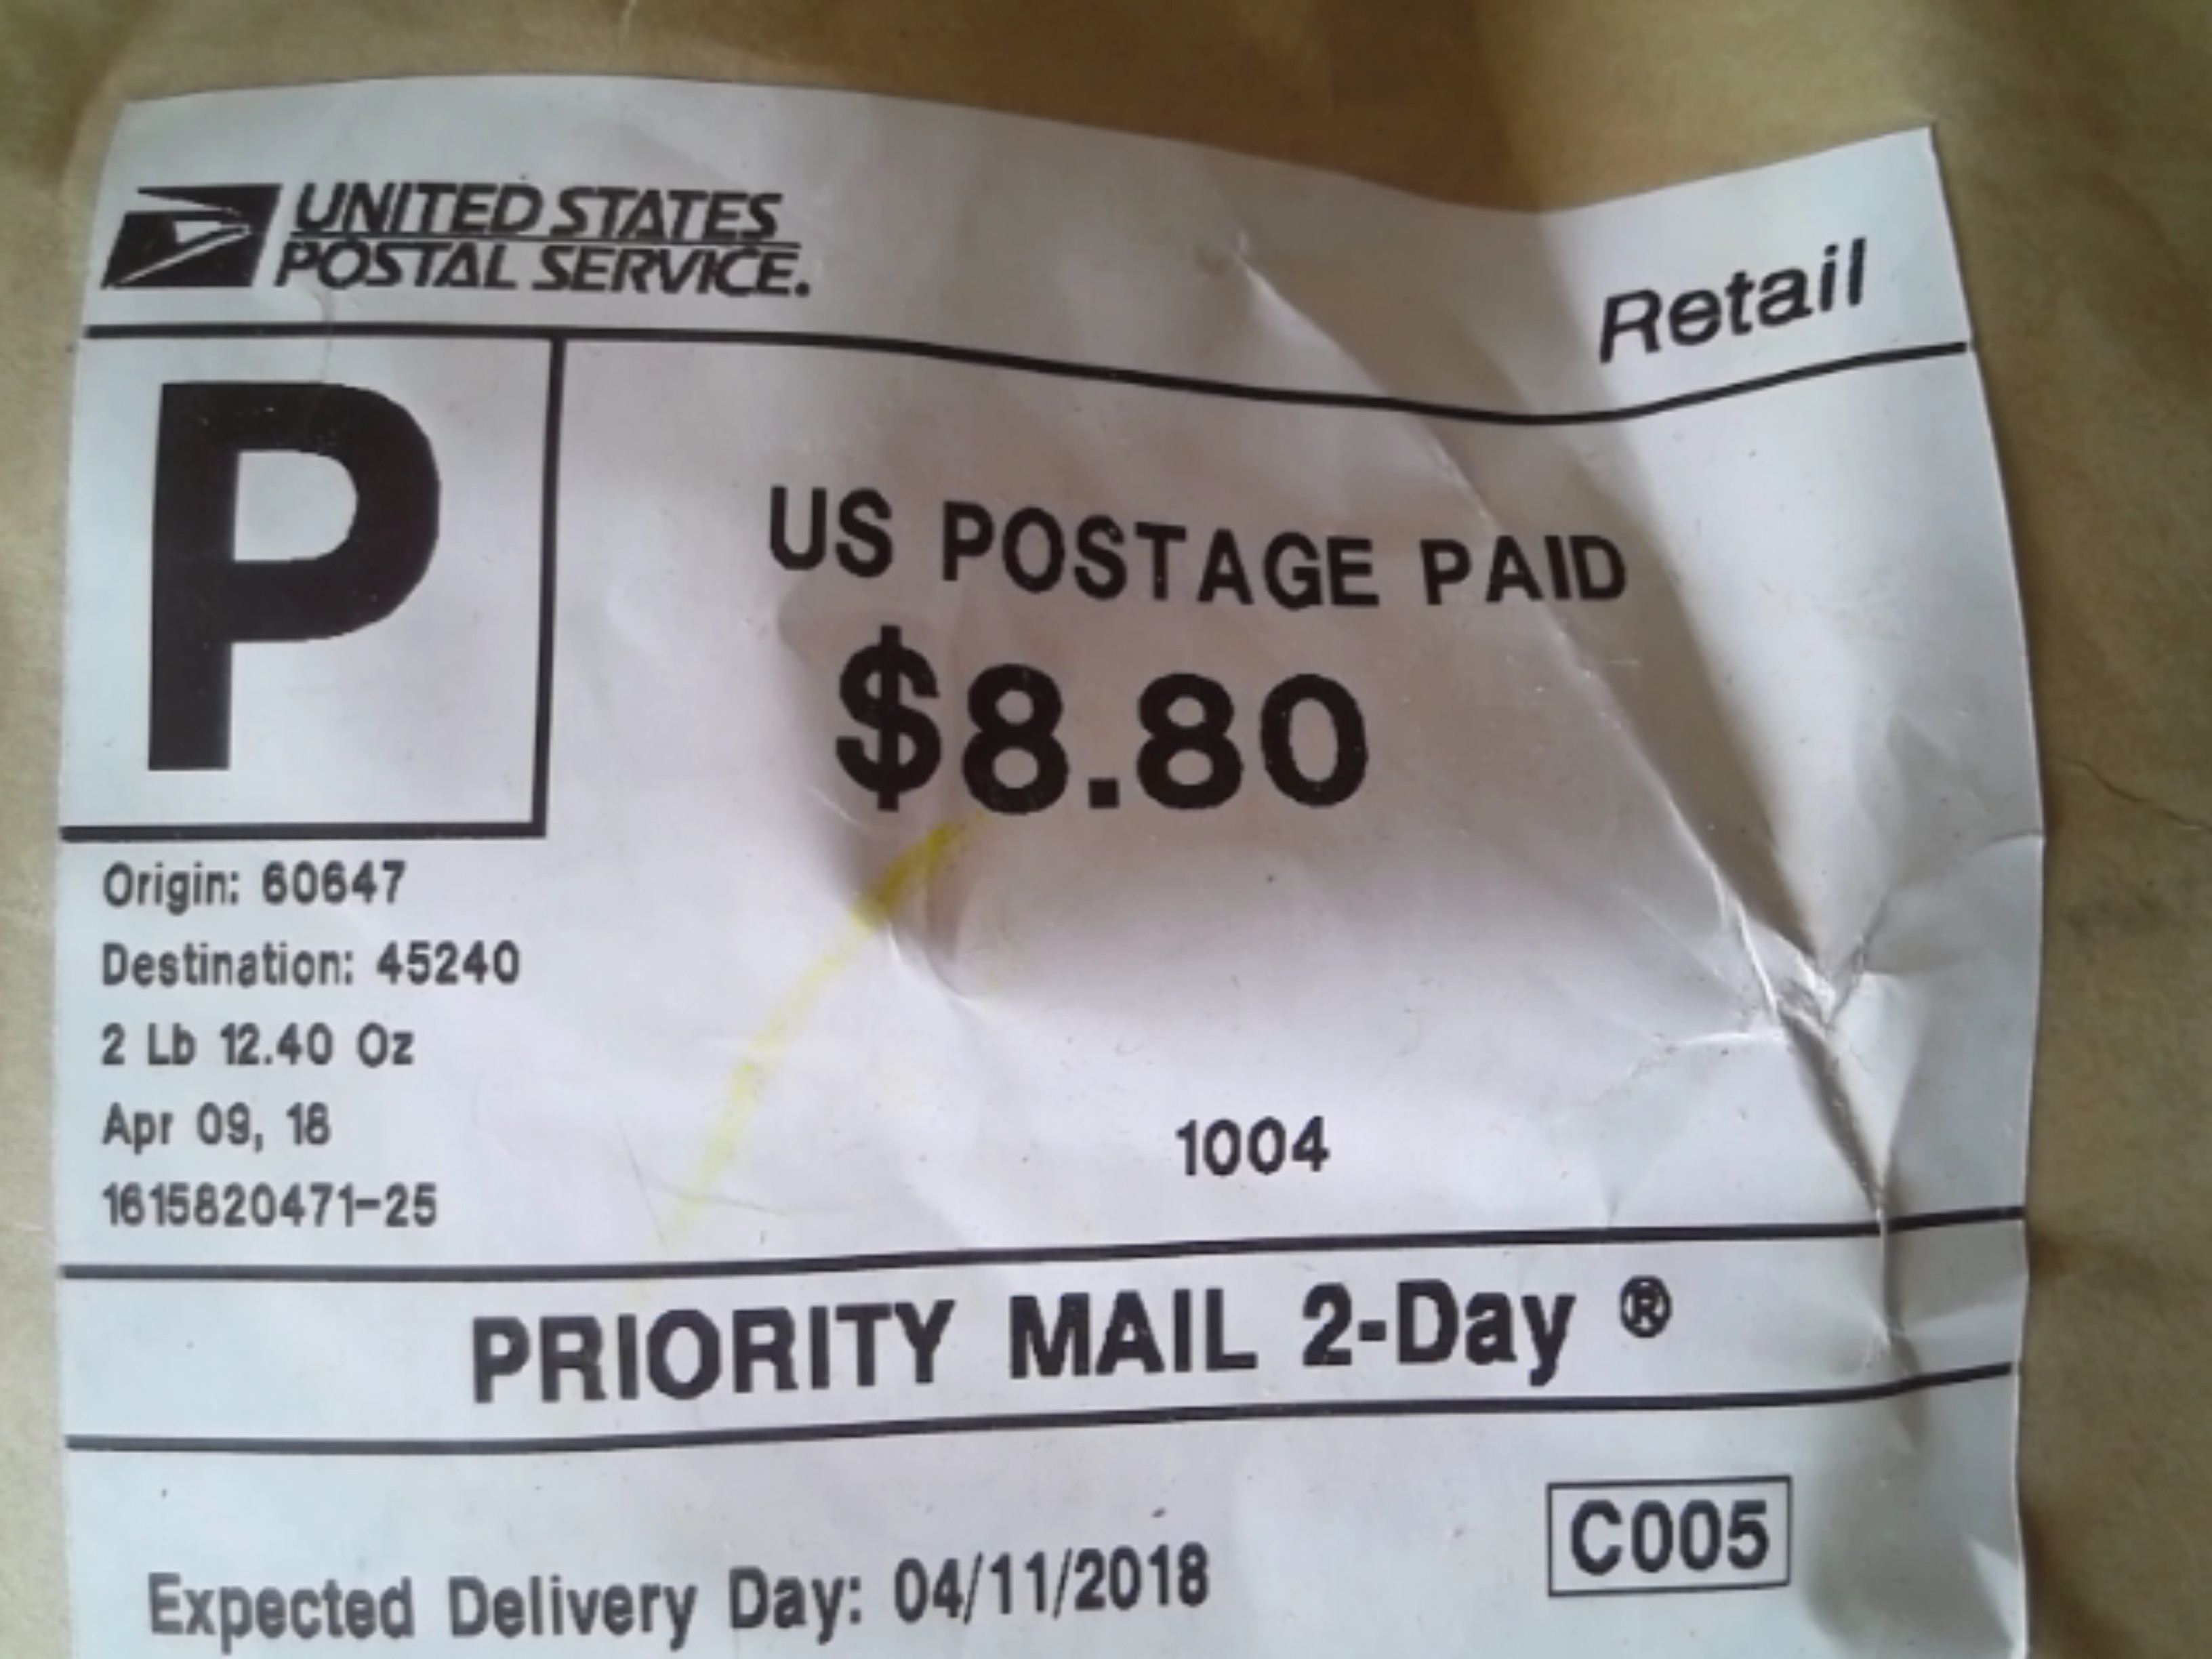 UNITED STATES
POSTAL SERVICE.
Retail
P
US POSTAGE PAID
$8.80
Origin: 60647
Destination: 45240
2 Lb 12.40 Oz
Apr 09, 18
1615820471-25
1004
PRIORITY MAIL 2-Day ®
C005
Expected Delivery Day: 04/11/2018